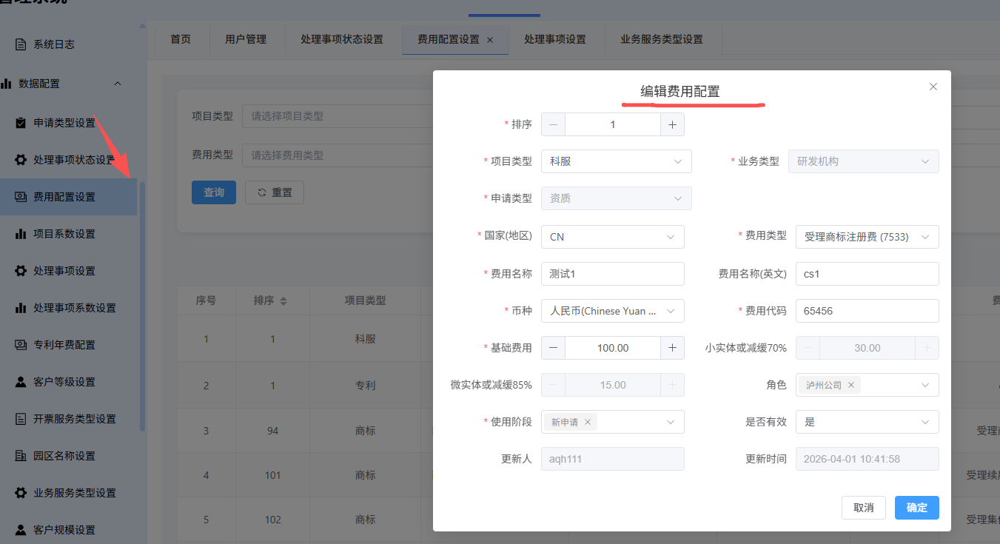 管理系统
首页
用户管理
处理事项状态设置
费用配置设置
处理事项设置
业务服务类型设置
系统日志
数据配置
申请类型设置
处理事项状态设置
费用配置设置
项目系数设置
处理事项设置
处理事项系数设置
专利年费配置
客户等级设置
开票服务类型设置
园区名称设置
业务服务类型设置
客户规模设置
项目类型 请选择项目类型
费用类型 请选择费用类型
查询 重置
序号 排序 项目类型 费
1 1 科服
2 1 专利
3 94 商标 受理商
4 101 商标 受理续展
5 102 商标 受理集体
编辑费用配置
* 排序 1
* 项目类型 科服 * 业务类型 研发机构
* 申请类型 资质
* 国家(地区) CN * 费用类型 受理商标注册费 (7533)
* 费用名称 测试1 费用名称(英文) cs1
* 币种 人民币(Chinese Yuan ... * 费用代码 65456
* 基础费用 100.00 小实体或减缓70% 30.00
微实体或减缓85% 15.00 角色 泸州公司
* 使用阶段 新申请 是否有效 是
更新人 aqh111 更新时间 2026-04-01 10:41:58
取消 确定